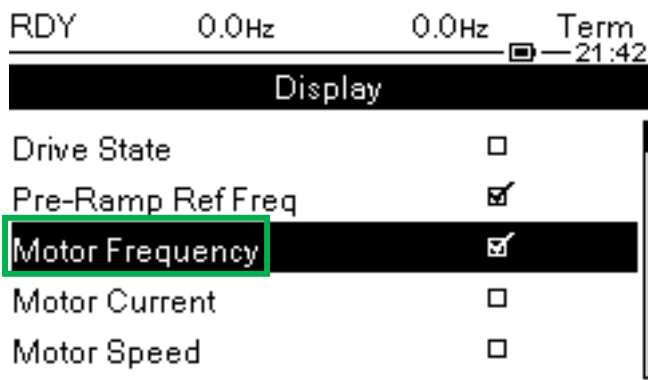 RDY 0.0Hz 0.0Hz Term
21:42
Display
Drive State
Pre-Ramp Ref Freq
Motor Frequency
Motor Current
Motor Speed